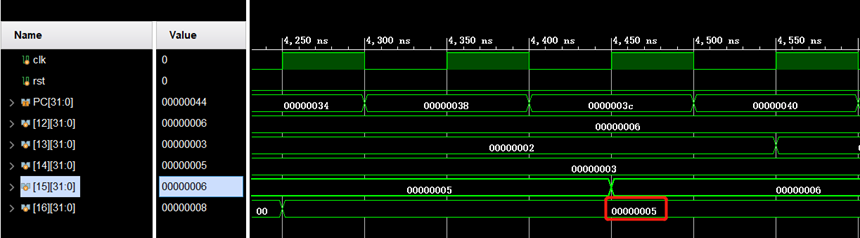 Name Value
4,250 ns 4,300 ns 4,350 ns 4,400 ns 4,450 ns 4,500 ns 4,550 ns
clk 0
rst 0
PC[31:0] 00000044 00000034 00000038 0000003c 00000040
[12][31:0] 00000006 00000006
[13][31:0] 00000003 00000002
[14][31:0] 00000005 00000003
[15][31:0] 00000006 00000005 00000006
[16][31:0] 00000008 00 00000005